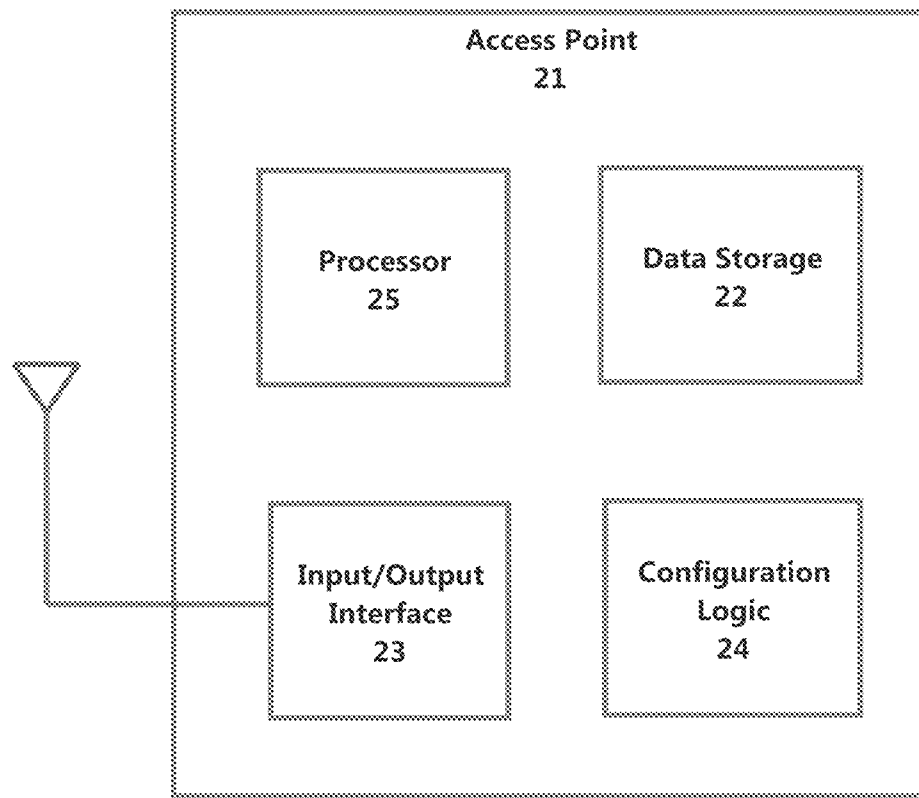 Access Point
21
Processor
25
Data Storage
22
Input/Output
Interface
23
Configuration
Logic
24